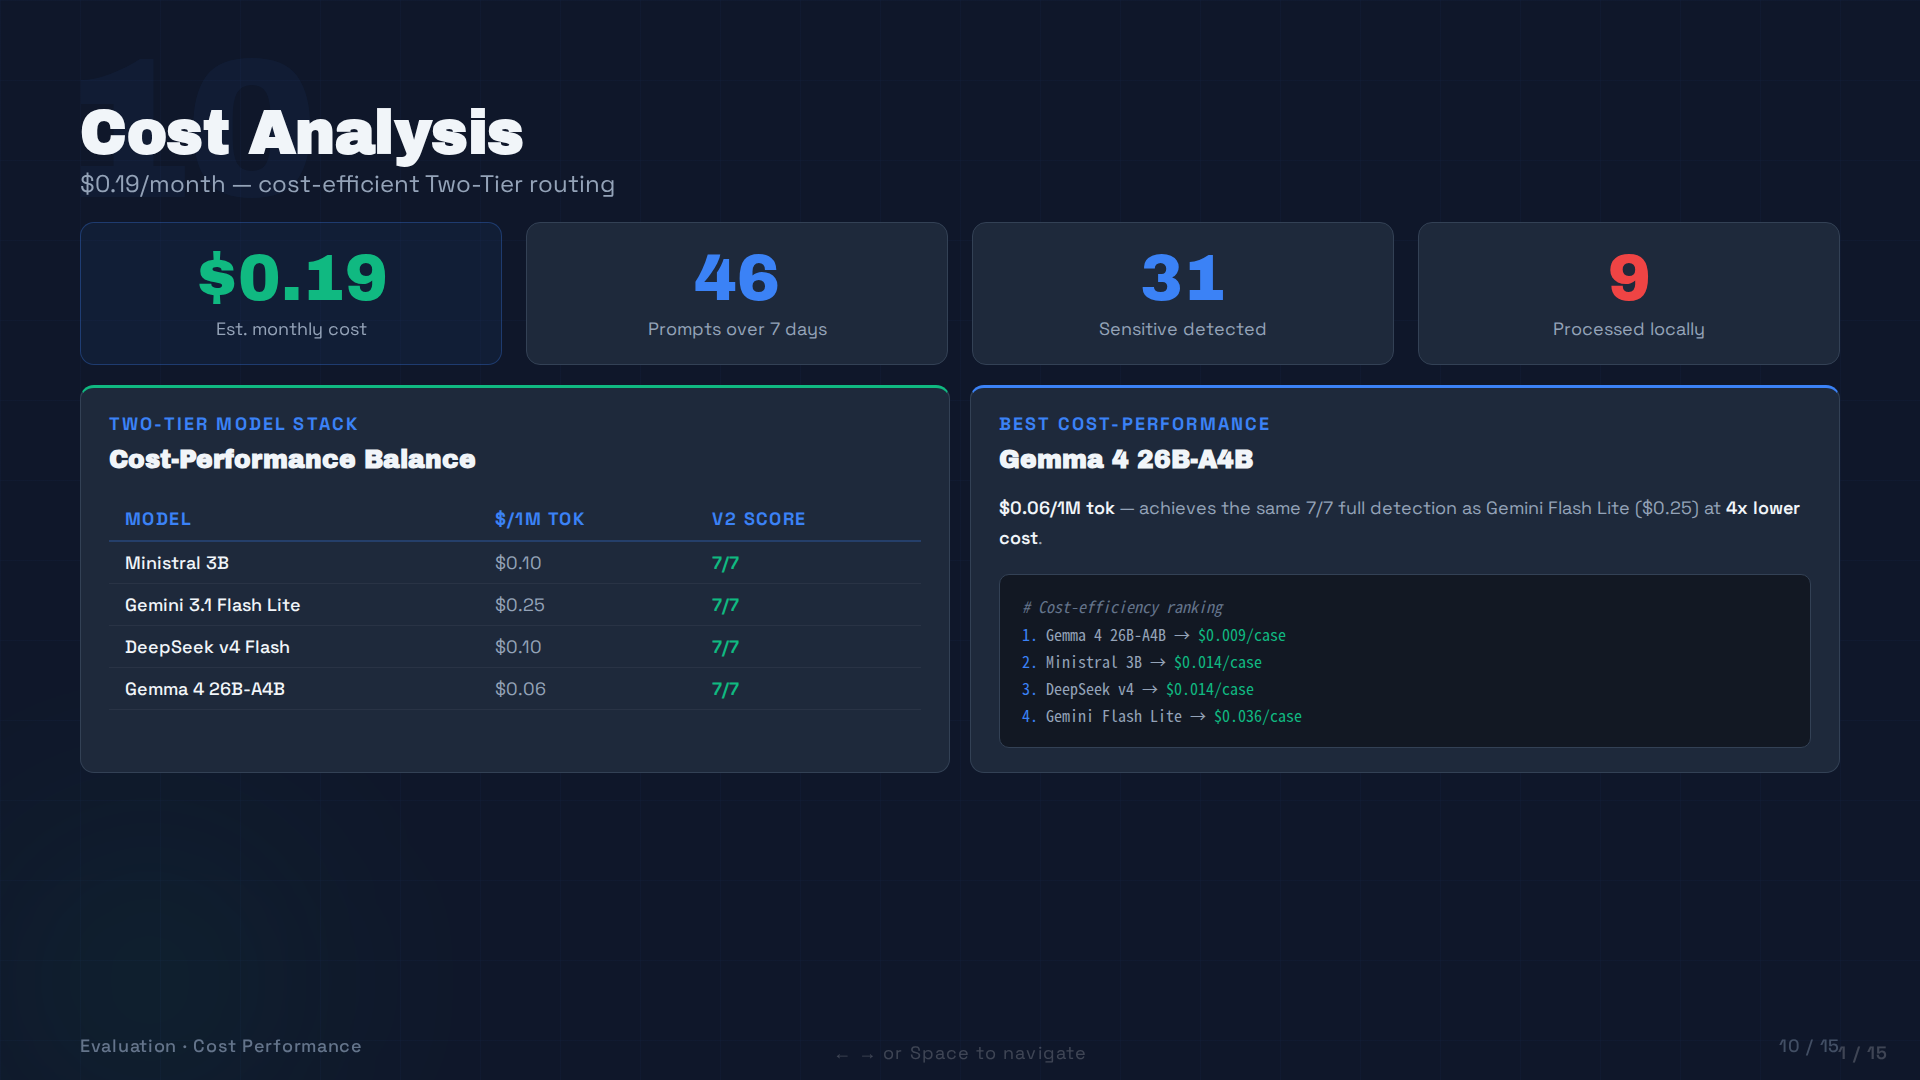 10
Cost Analysis
$0.19/month — cost-efficient Two-Tier routing
$0.19
Est. monthly cost
46
Prompts over 7 days
31
Sensitive detected
9
Processed locally
TWO-TIER MODEL STACK
Cost-Performance Balance
MODEL $/1M TOK V2 SCORE
Ministral 3B $0.10 7/7
Gemini 3.1 Flash Lite $0.25 7/7
DeepSeek v4 Flash $0.10 7/7
Gemma 4 26B-A4B $0.06 7/7
BEST COST-PERFORMANCE
Gemma 4 26B-A4B
$0.06/1M tok — achieves the same 7/7 full detection as Gemini Flash Lite ($0.25) at 4x lower
cost.
# Cost-efficiency ranking
1. Gemma 4 26B-A4B → $0.009/case
2. Ministral 3B → $0.014/case
3. DeepSeek v4 → $0.014/case
4. Gemini Flash Lite → $0.036/case
Evaluation · Cost Performance
← → or Space to navigate
10 / 15
1 / 15